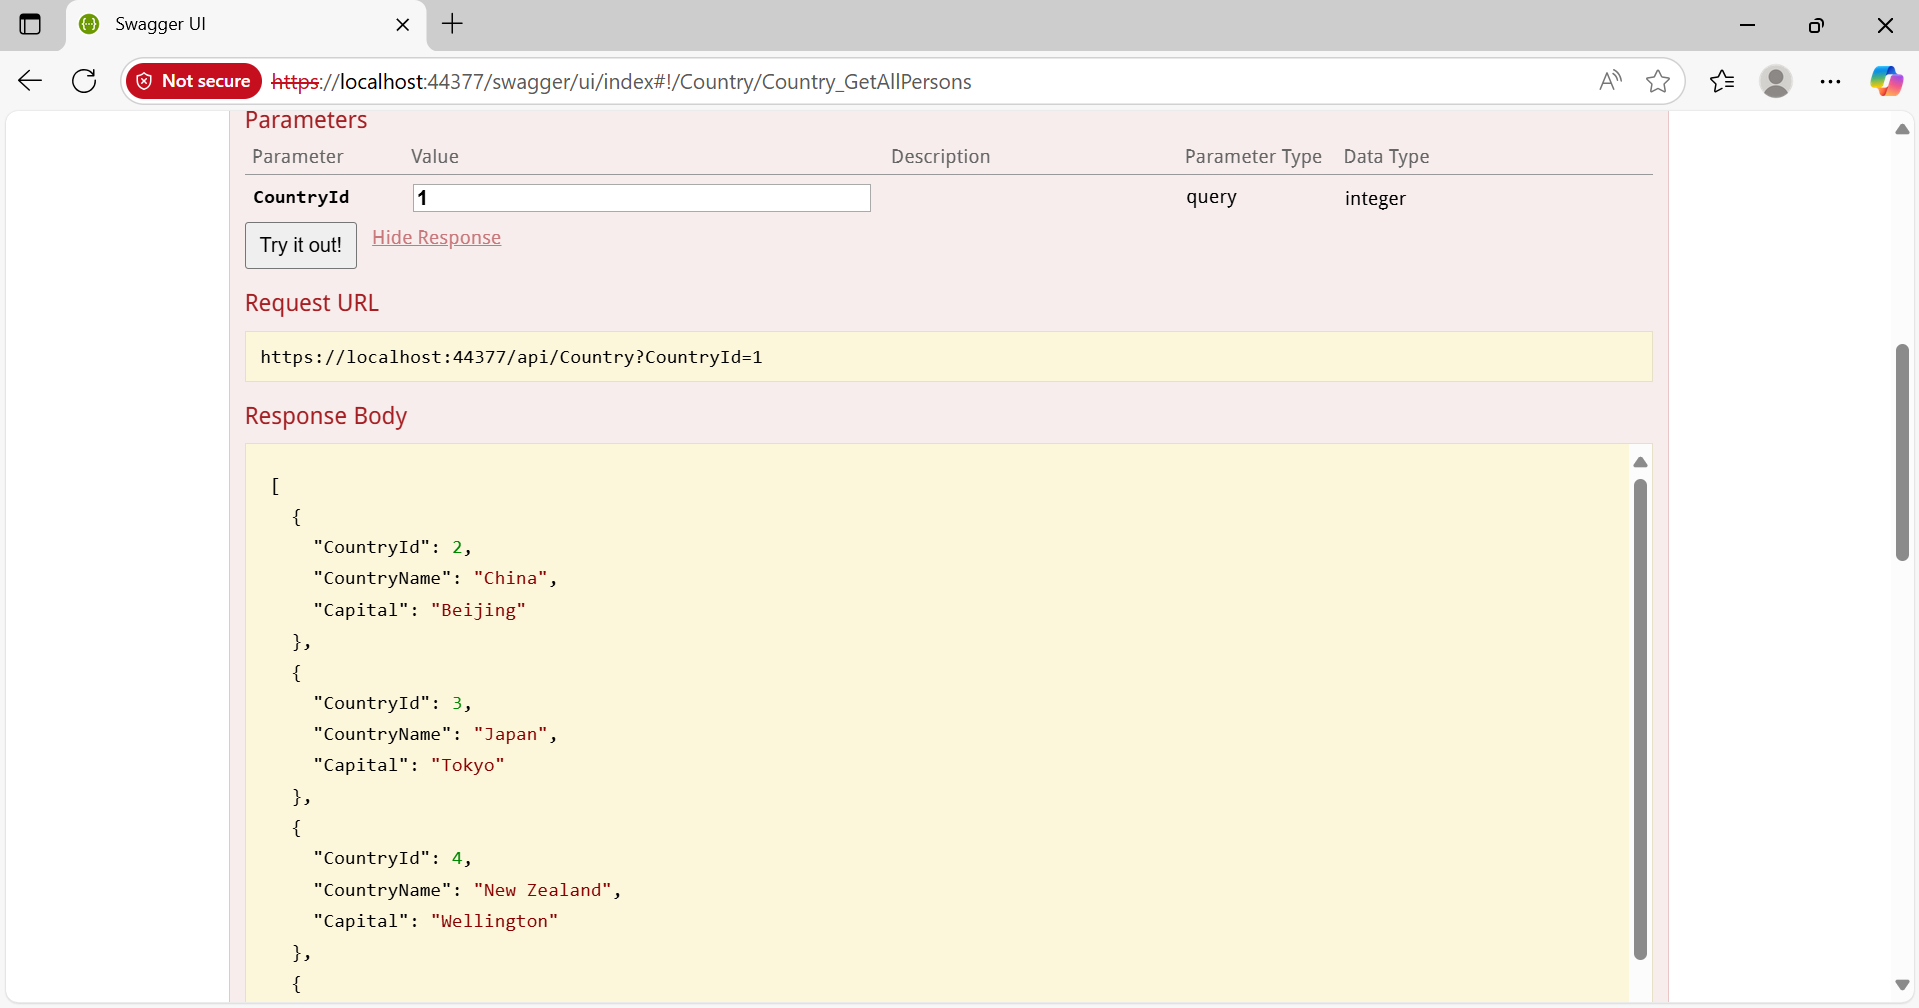 Swagger UI
Not secure https://localhost:44377/swagger/ui/index#!/Country/Country_GetAllPersons
Parameters
Parameter Value Description Parameter Type Data Type
CountryId 1 query integer
Try it out! Hide Response
Request URL
https://localhost:44377/api/Country?CountryId=1
Response Body
[
{
"CountryId": 2,
"CountryName": "China",
"Capital": "Beijing"
},
{
"CountryId": 3,
"CountryName": "Japan",
"Capital": "Tokyo"
},
{
"CountryId": 4,
"CountryName": "New Zealand",
"Capital": "Wellington"
},
{